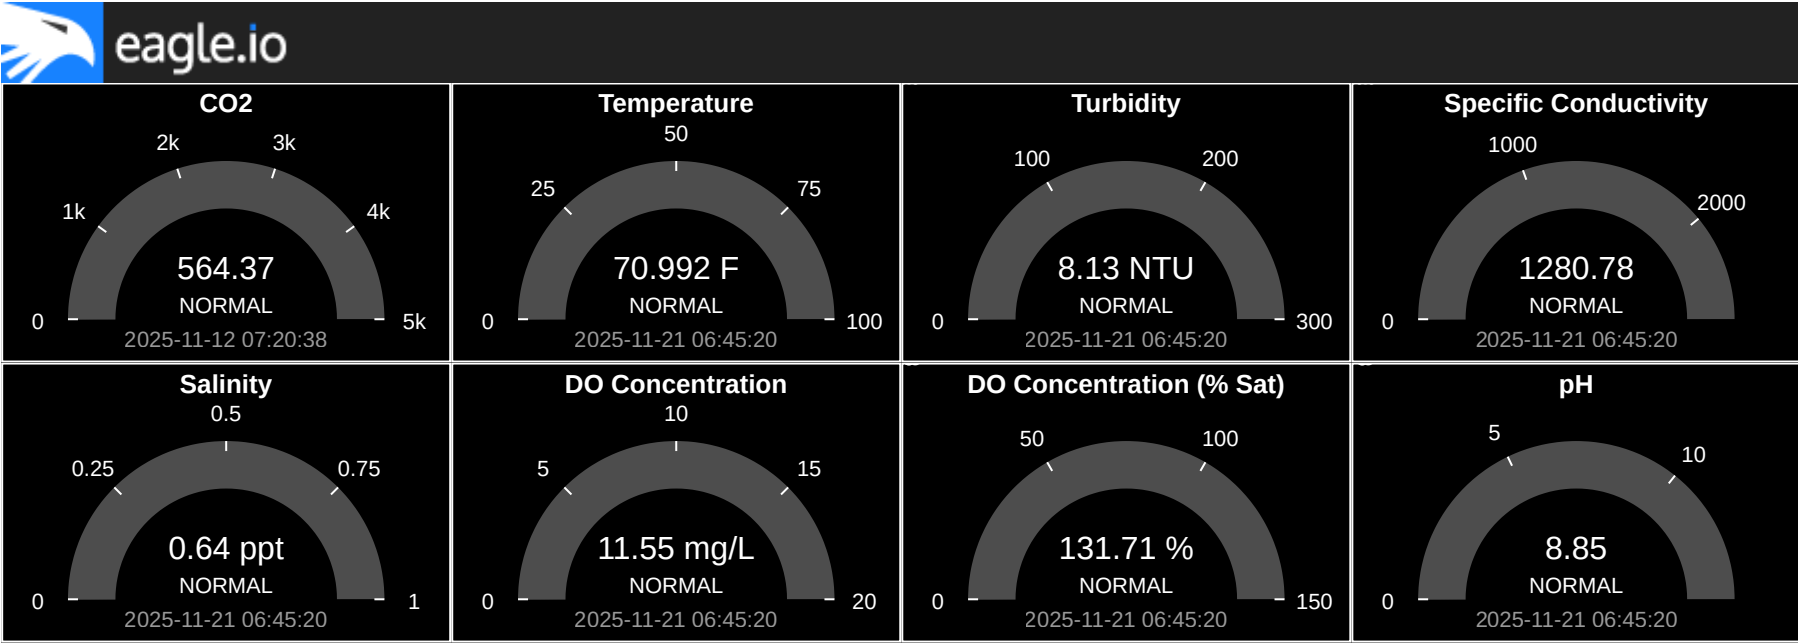 eagle.io
CO2
2k
3k
1k
4k
564.37
NORMAL
0
5k
2025-11-12 07:20:38
Temperature
50
25
75
70.992 F
NORMAL
0
100
2025-11-21 06:45:20
Turbidity
100
200
8.13 NTU
NORMAL
0
300
2025-11-21 06:45:20
Specific Conductivity
1000
2000
1280.78
NORMAL
0
2025-11-21 06:45:20
Salinity
0.5
0.25
0.75
0.64 ppt
NORMAL
0
1
2025-11-21 06:45:20
DO Concentration
10
5
15
11.55 mg/L
NORMAL
0
20
2025-11-21 06:45:20
DO Concentration (% Sat)
50
100
131.71 %
NORMAL
0
150
2025-11-21 06:45:20
pH
5
10
8.85
NORMAL
0
2025-11-21 06:45:20